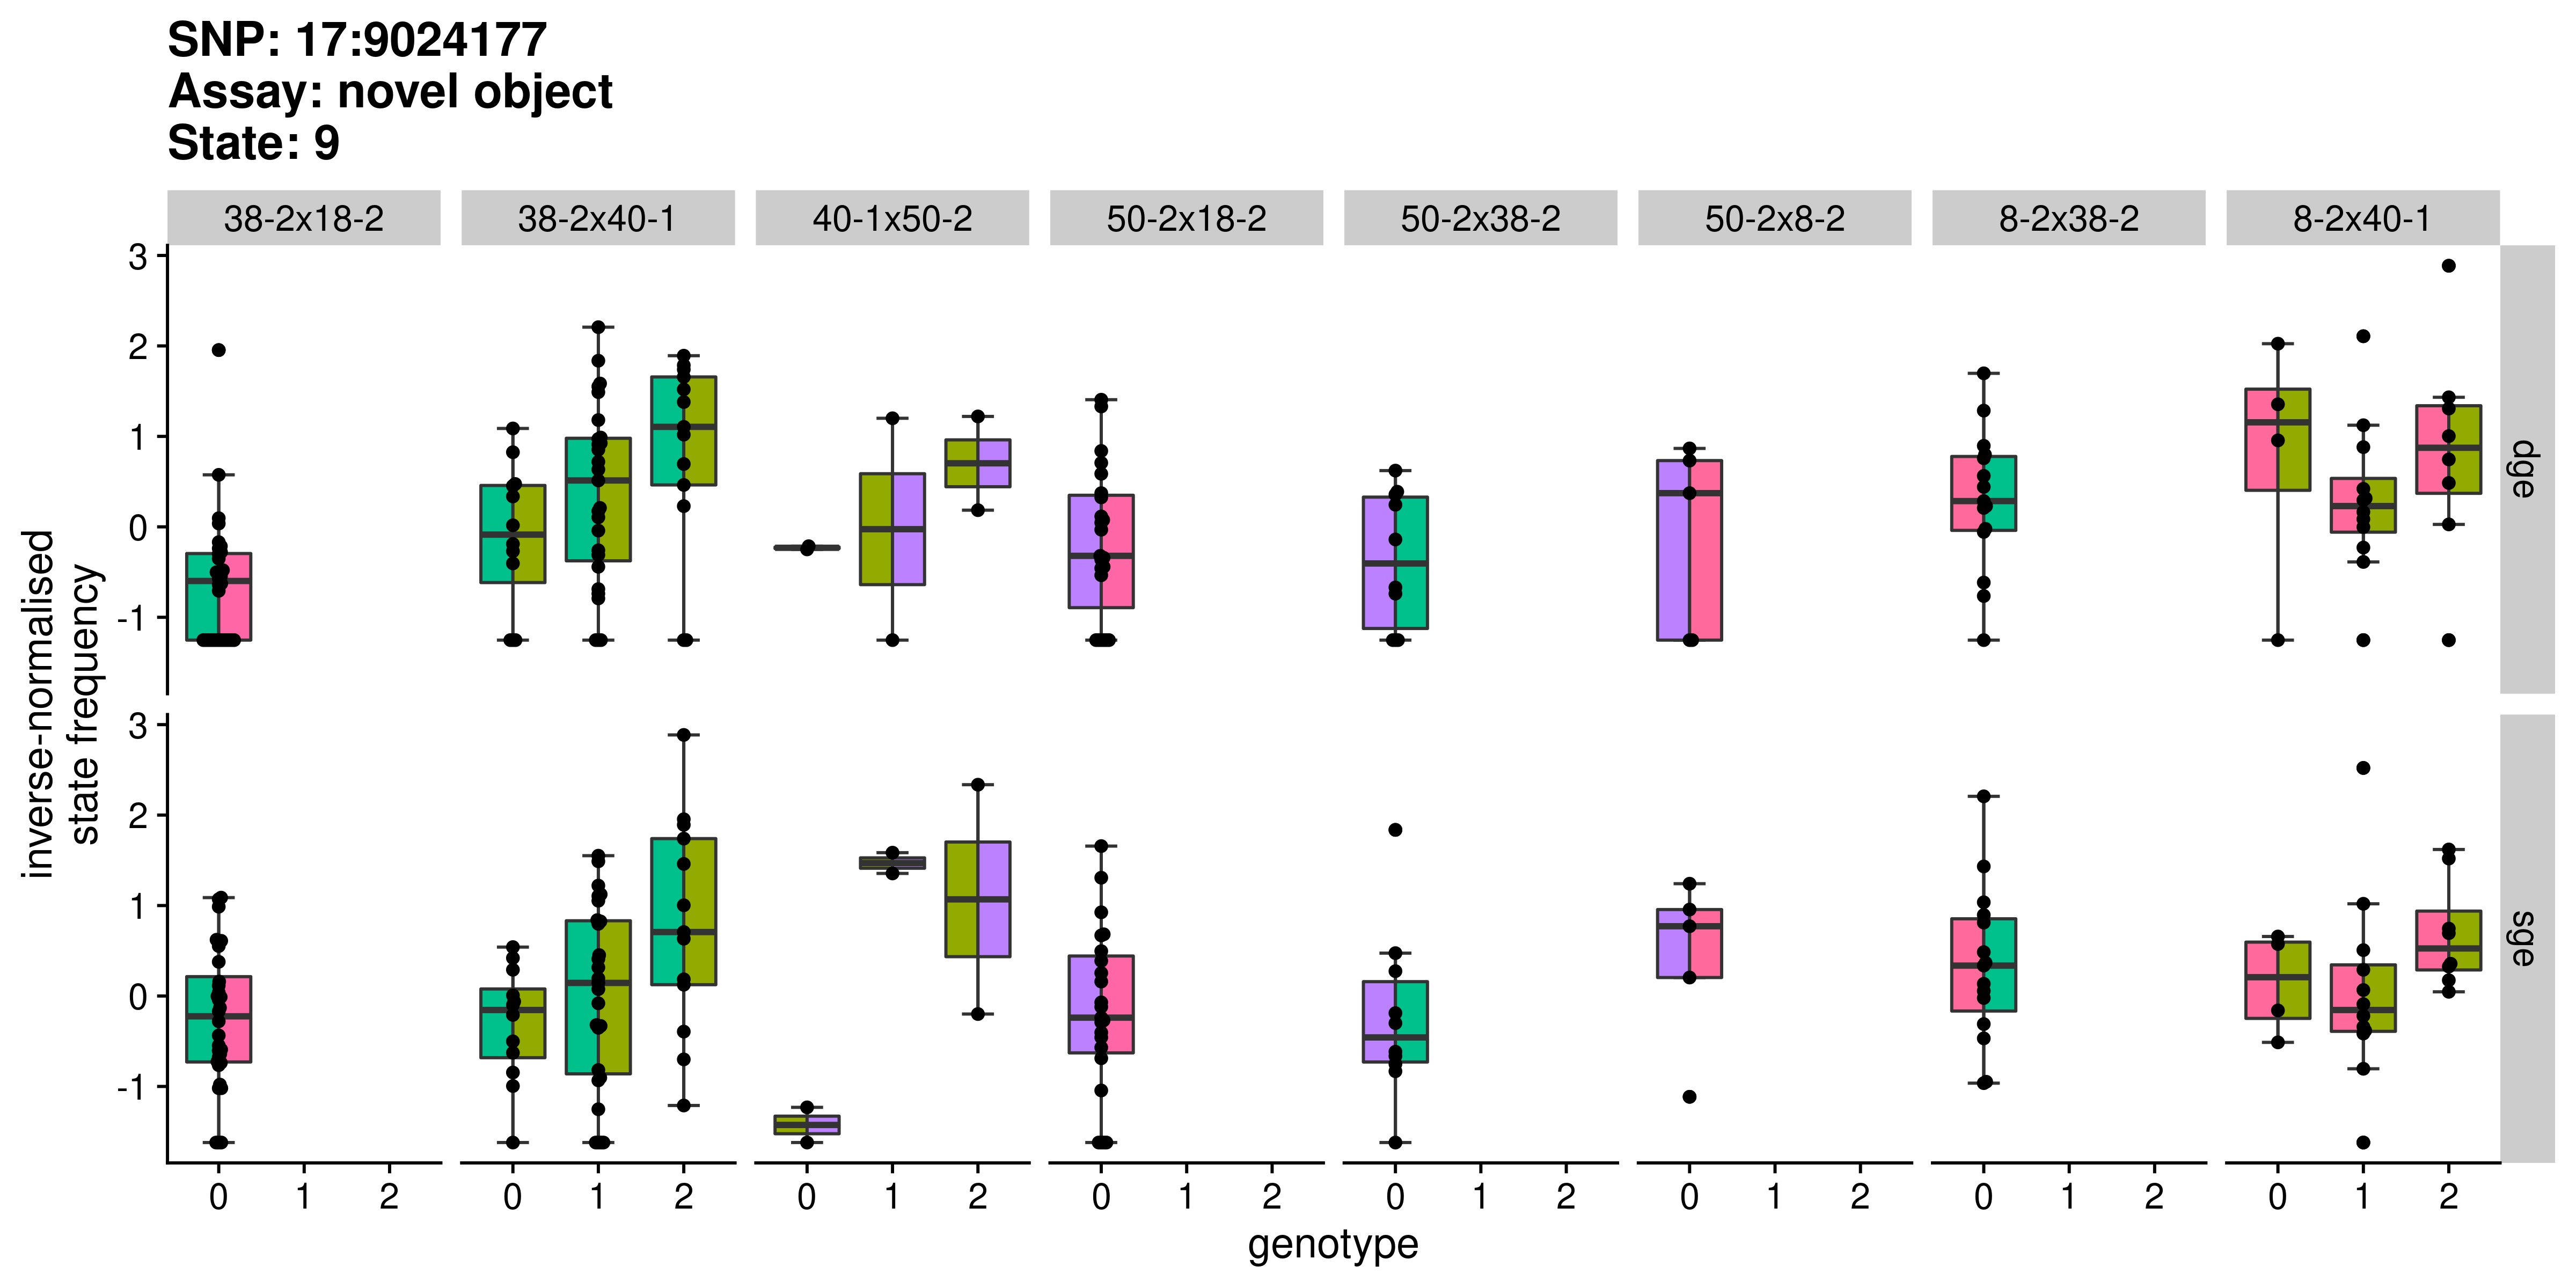 SNP: 17:9024177
Assay: novel object
State: 9
38-2x18-2 38-2x40-1 40-1x50-2 50-2x18-2 50-2x38-2 50-2x8-2 8-2x38-2 8-2x40-1
3
2
1
0
-1
dge
3
2
1
0
-1
sge
inverse-normalised
state frequency
0 1 2 0 1 2 0 1 2 0 1 2 0 1 2 0 1 2 0 1 2 0 1 2
genotype